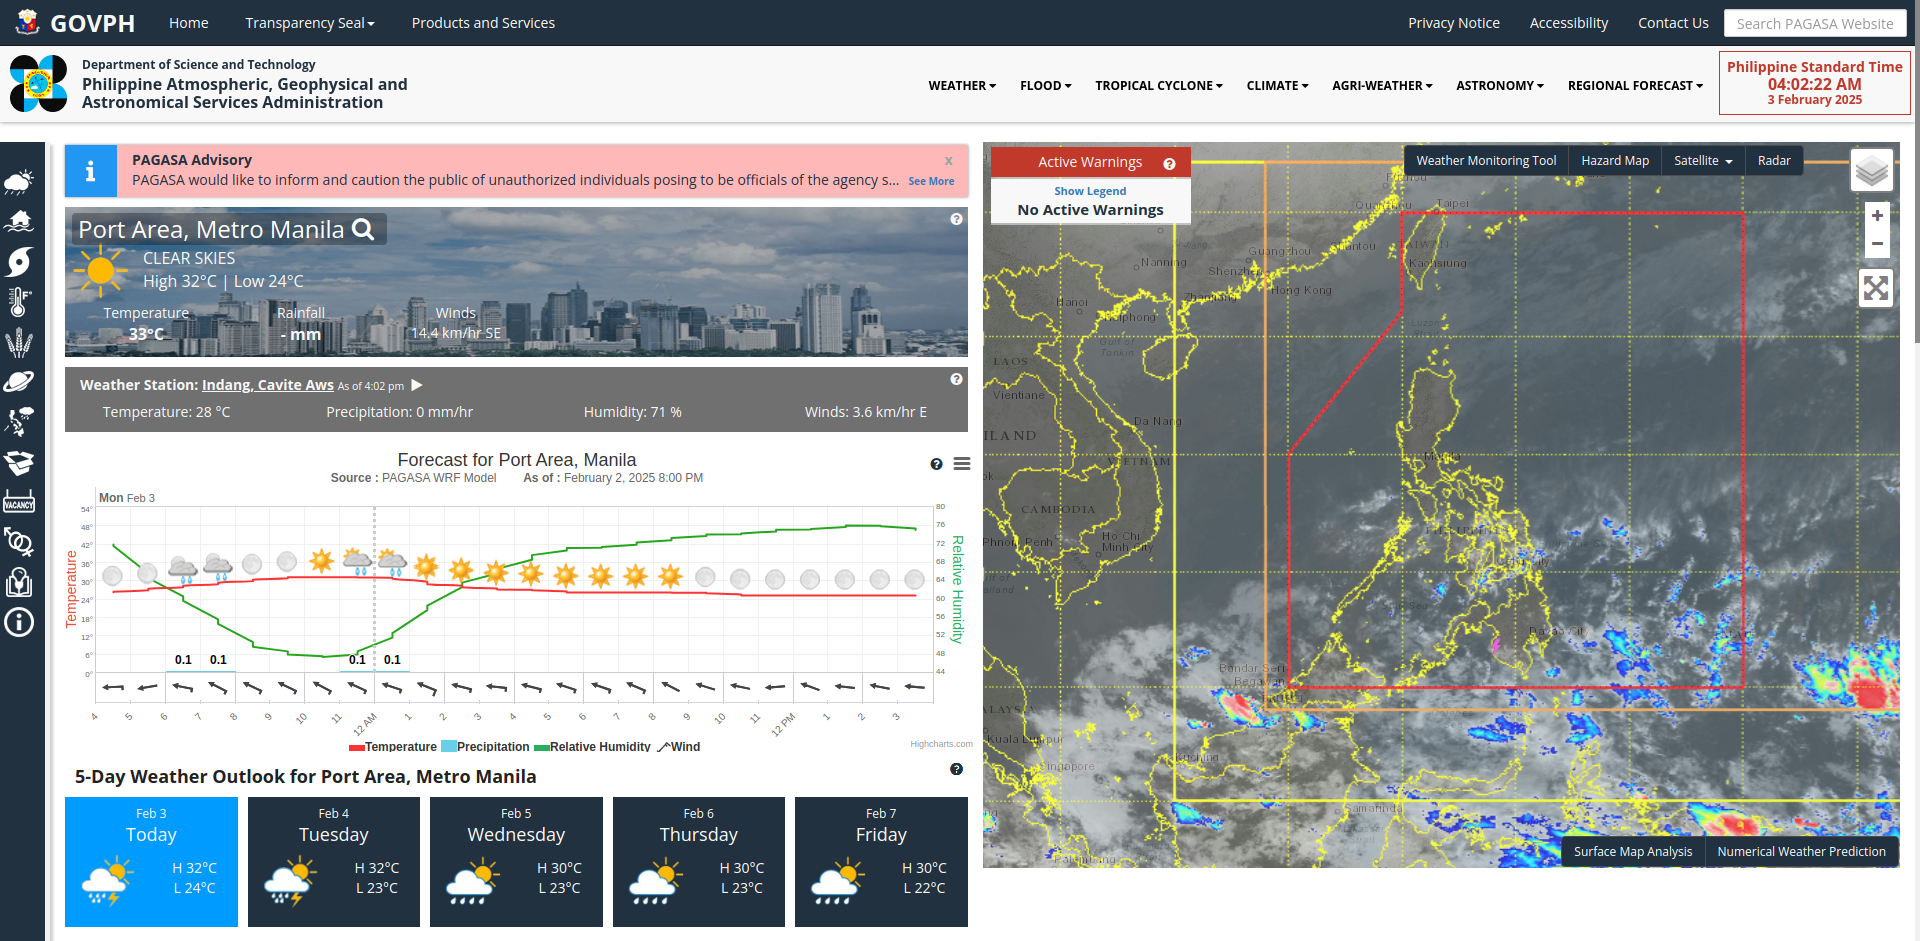 GOVPH
Home
Transparency Seal
Products and Services
Privacy Notice
Accessibility
Contact Us
Search PAGASA Website
Department of Science and Technology
Philippine Atmospheric, Geophysical and
Astronomical Services Administration
WEATHER
FLOOD
TROPICAL CYCLONE
CLIMATE
AGRI-WEATHER
ASTRONOMY
REGIONAL FORECAST
Philippine Standard Time
04:02:22 AM
3 February 2025
VACANCY
PAGASA Advisory
x
PAGASA would like to inform and caution the public of unauthorized individuals posing to be officials of the agency s... See More
Port Area, Metro Manila
CLEAR SKIES
High 32°C | Low 24°C
Temperature
33°C
Rainfall
- mm
Winds
14.4 km/hr SE
Weather Station: Indang, Cavite Aws As of 4:02 pm
Temperature: 28 °C
Precipitation: 0 mm/hr
Humidity: 71 %
Winds: 3.6 km/hr E
Forecast for Port Area, Manila
Source : PAGASA WRF Model As of : February 2, 2025 8:00 PM
Mon Feb 3
Temperature
54°
48°
42°
36°
30°
24°
18°
12°
6°
0°
80
76
72
68
64
60
56
52
48
44
Relative Humidity
0.1
0.1
0.1
0.1
4
5
6
7
8
9
10
11
12 AM
1
2
3
4
5
6
7
8
9
10
11
12 PM
1
2
3
Temperature
Precipitation
Relative Humidity
Wind
Highcharts.com
5-Day Weather Outlook for Port Area, Metro Manila
Feb 3
Today
H 32°C
L 24°C
Feb 4
Tuesday
H 32°C
L 23°C
Feb 5
Wednesday
H 30°C
L 23°C
Feb 6
Thursday
H 30°C
L 23°C
Feb 7
Friday
H 30°C
L 22°C
Active Warnings
Show Legend
No Active Warnings
Weather Monitoring Tool
Hazard Map
Satellite
Radar
+
−
Taipei
Guangzhou
Shantou
Nanning
Shenzhen
Kaohsiung
Hong Kong
Zhanjiang
Hanoi
Haiphong
Gulf of
Tonkin
LAOS
Vientiane
Da Nang
VIETNAM
CAMBODIA
Phnom Penh
Ho Chi
Minh City
Manila
Bandar Seri
Begawan
Kuala Lumpur
Singapore
Kuching
Samarinda
Palembang
Surface Map Analysis
Numerical Weather Prediction